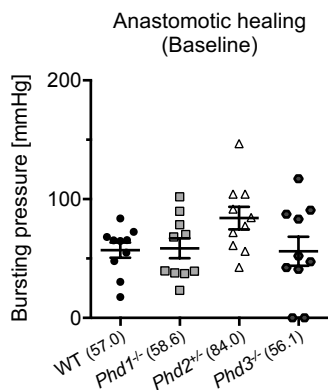 Anastomotic healing
(Baseline)
Bursting pressure [mmHg]
200
100
0
WT (57.0)
Phd1-/- (58.6)
Phd2+/- (84.0)
Phd3-/- (56.1)